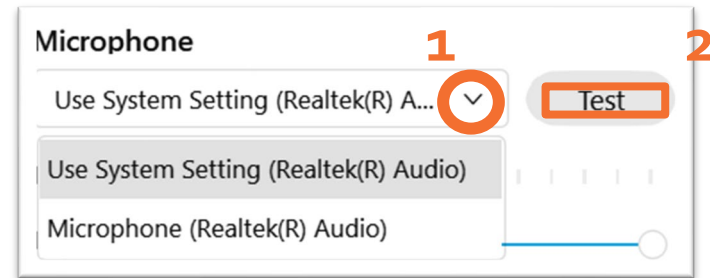 Microphone
1
2
Use System Setting (Realtek(R) A...
Test
Use System Setting (Realtek(R) Audio)
Microphone (Realtek(R) Audio)